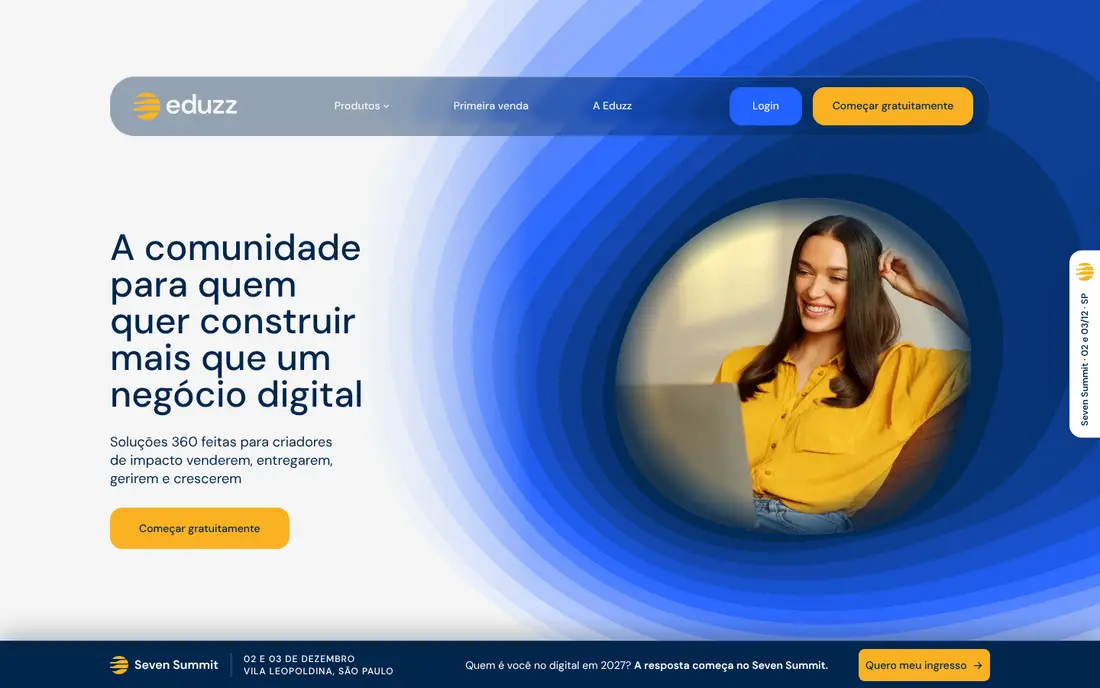 eduzz
Produtos
Primeira venda
A Eduzz
Login
Começar gratuitamente
A comunidade
para quem
quer construir
mais que um
negócio digital
Soluções 360 feitas para criadores
de impacto venderem, entregarem,
gerirem e crescerem
Começar gratuitamente
Seven Summit · 02 e 03/12 · SP
Seven Summit
02 E 03 DE DEZEMBRO
VILA LEOPOLDINA, SÃO PAULO
Quem é você no digital em 2027? A resposta começa no Seven Summit.
Quero meu ingresso →